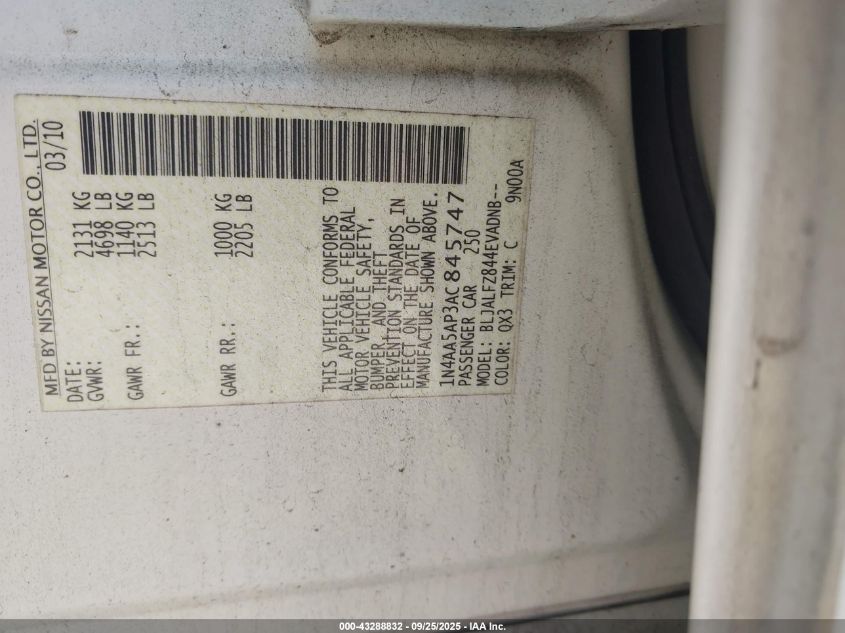 MFD BY NISSAN MOTOR CO., LTD.
DATE: 03/10
GVWR: 2131 KG
4698 LB
GAWR FR.: 1140 KG
2513 LB
GAWR RR.: 1000 KG
2205 LB
THIS VEHICLE CONFORMS TO
ALL APPLICABLE FEDERAL
MOTOR VEHICLE SAFETY,
BUMPER, AND THEFT
PREVENTION STANDARDS IN
EFFECT ON THE DATE OF
MANUFACTURE SHOWN ABOVE.
1N4AA5AP3AC845747
PASSENGER CAR 250
MODEL: BLJALFZ844EVADNB--
COLOR: QX3 TRIM: C 9N00A
000-43288832 - 09/25/2025 - IAA Inc.